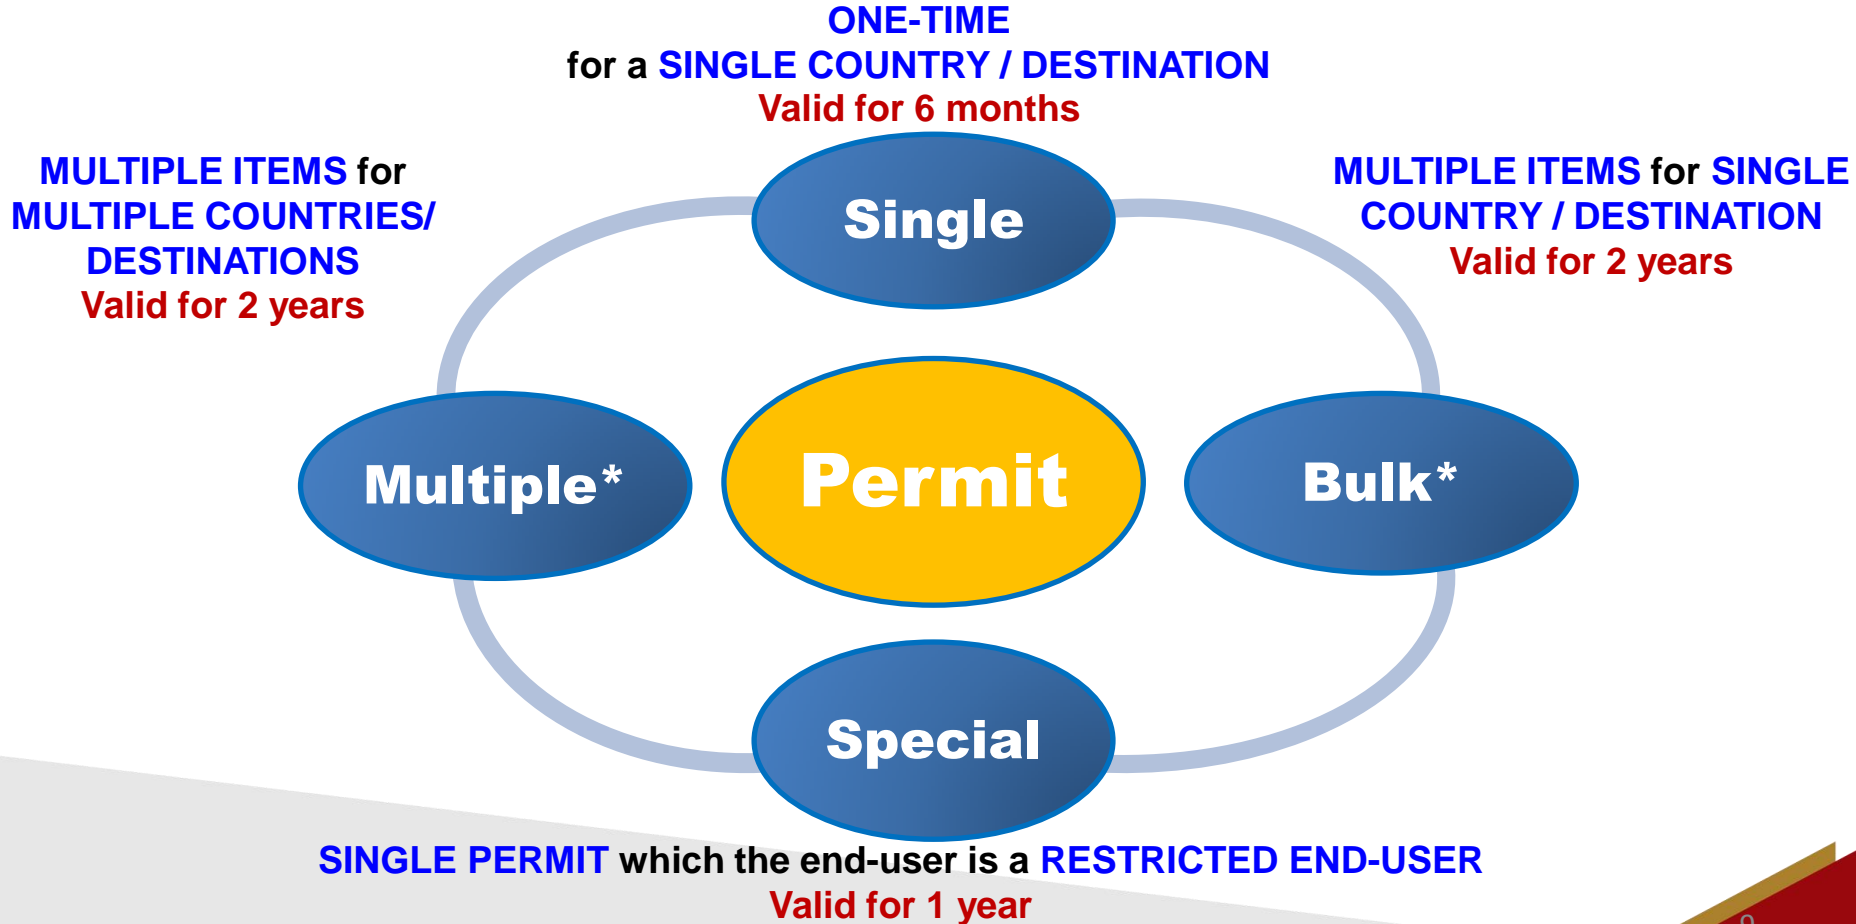 ONE-TIME
for a SINGLE COUNTRY / DESTINATION
Valid for 6 months
MULTIPLE ITEMS for
MULTIPLE COUNTRIES/
DESTINATIONS
Valid for 2 years
MULTIPLE ITEMS for SINGLE
COUNTRY / DESTINATION
Valid for 2 years
Single
Multiple*
Permit
Bulk*
Special
SINGLE PERMIT which the end-user is a RESTRICTED END-USER
Valid for 1 year